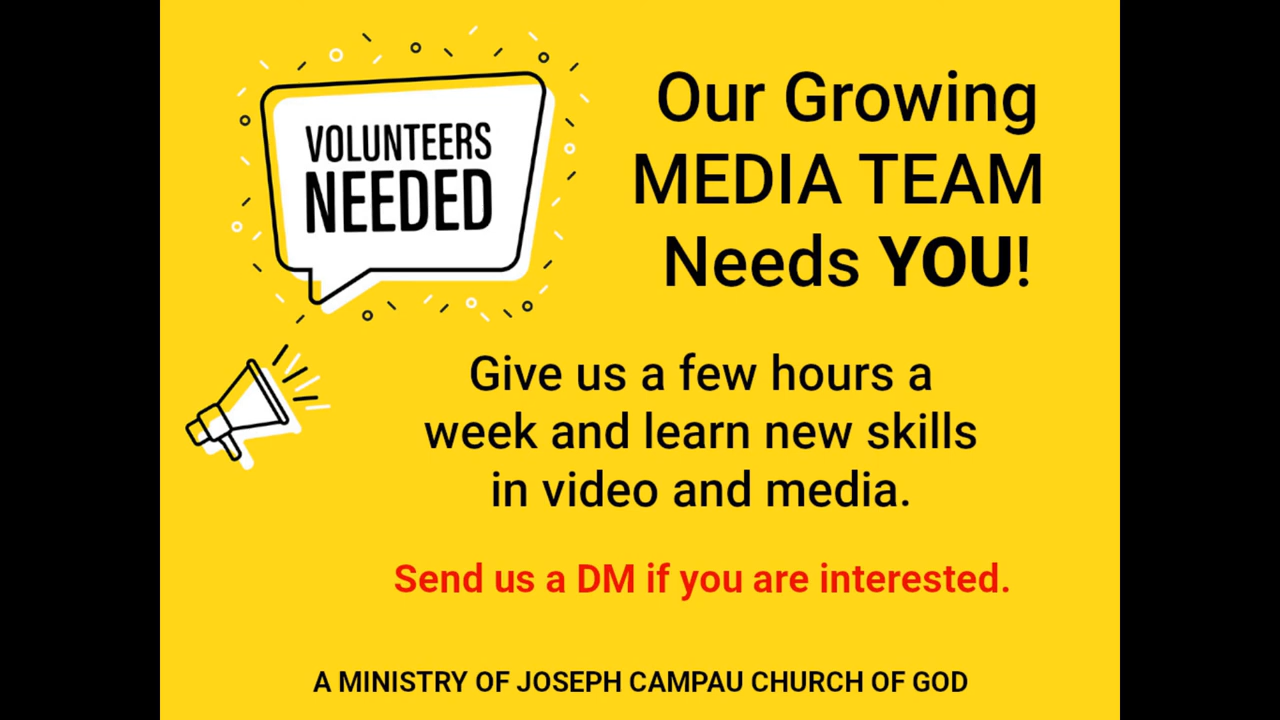 VOLUNTEERS
NEEDED
Our Growing
MEDIA TEAM
Needs YOU!
Give us a few hours a
week and learn new skills
in video and media.
Send us a DM if you are interested.
A MINISTRY OF JOSEPH CAMPAU CHURCH OF GOD